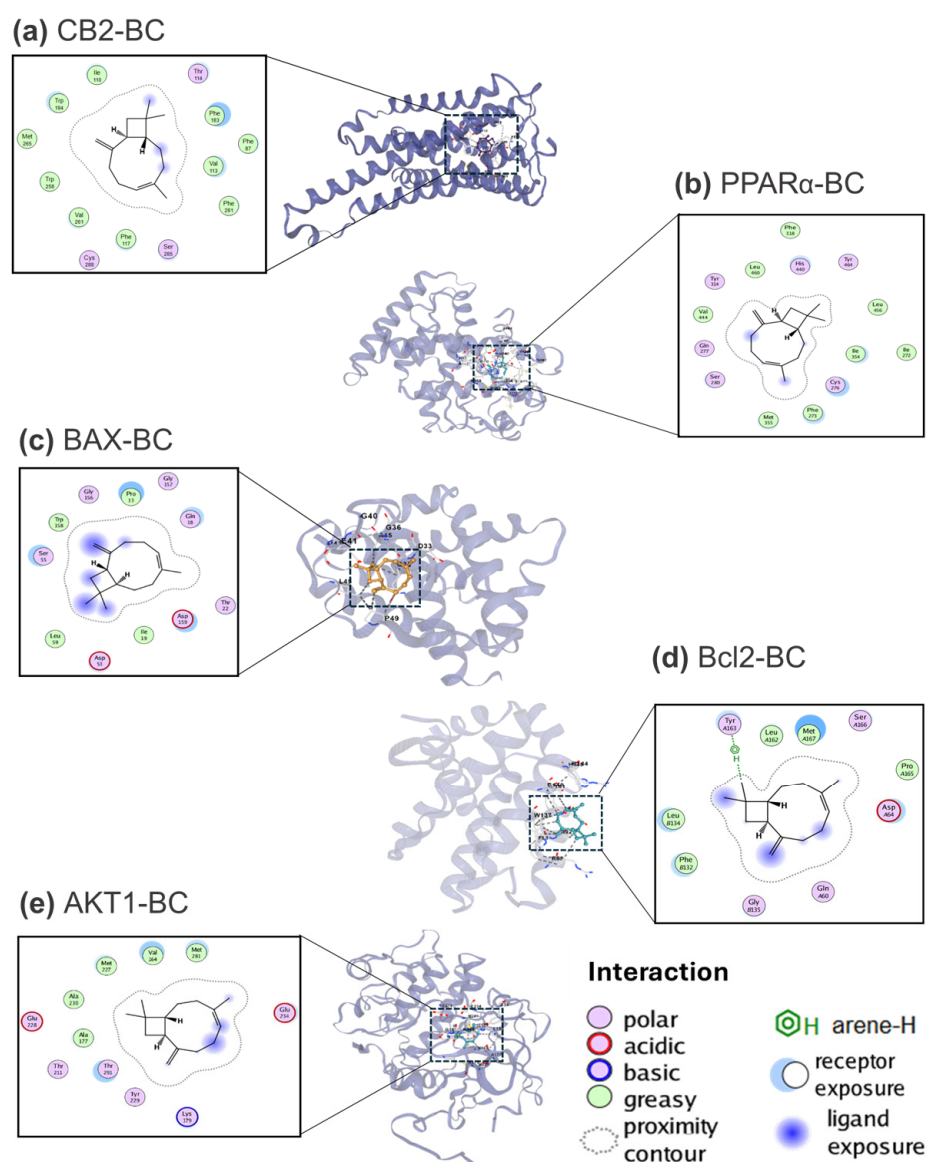 (a) CB2-BC
Ile
110
Thr
114
Trp
194
Phe
183
Met
265
Phe
87
Val
113
Trp
258
Phe
281
Val
261
Phe
117
Ser
285
Cys
288
(b) PPARα-BC
Phe
318
Tyr
464
His
440
Leu
460
Tyr
314
Leu
456
Val
444
Gln
277
Ile
354
Ile
272
Ser
280
Cys
276
Phe
273
Met
355
(c) BAX-BC
Gly
156
Pro
13
Gly
157
Gln
18
Trp
158
Ser
55
Thr
22
Asp
159
Ile
19
Leu
59
Asp
53
G40
G36
E41
A35
D33
P49
(d) Bcl2-BC
Tyr
A163
Leu
A162
Met
A167
Ser
A166
Pro
A165
Asp
A64
Leu
B134
Phe
B132
Gly
B135
Gln
A60
W137
(e) AKT1-BC
Val
164
Met
281
Met
227
Ala
230
Glu
228
Glu
234
Ala
177
Thr
211
Thr
291
Tyr
229
Lys
179
H
H
H
H
H
H
H
H
H
H
H
Interaction
polar
acidic
basic
greasy
proximity
contour
H arene-H
receptor
exposure
ligand
exposure